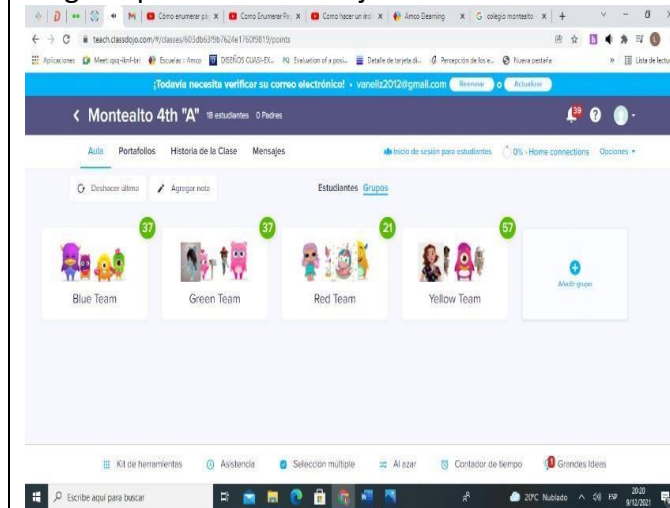 Cómo enumerar pá
Como Enumerar Pá
Como hacer un índi
Amco Elearning
colegio montealto
teach.classdojo.com/#/classes/603db63f9b7624e1760f9819/points
Aplicaciones
Escuelas : Amco
DISEÑOS CUASI-EX...
Evaluation of a posi...
Detalle de tarjeta di...
Percepción de los e...
Nueva pestaña
Lista de lectu
¡Todavía necesita verificar su correo electrónico! • vaneliz2012@gmail.com Reenviar o Actualizar
Montealto 4th "A" 18 estudiantes 0 Padres
39
Aula Portafolios Historia de la Clase Mensajes Inicio de sesión para estudiantes 0% Home connections Opciones
Deshacer último Agregar nota Estudiantes Grupos
37 37 21 57
Blue Team Green Team Red Team Yellow Team Añadir grupo
Kit de herramientas Asistencia Selección múltiple Al azar Contador de tiempo Grandes Ideas
Escribe aquí para buscar 20°C Nublado ESP 20:20
9/12/2021